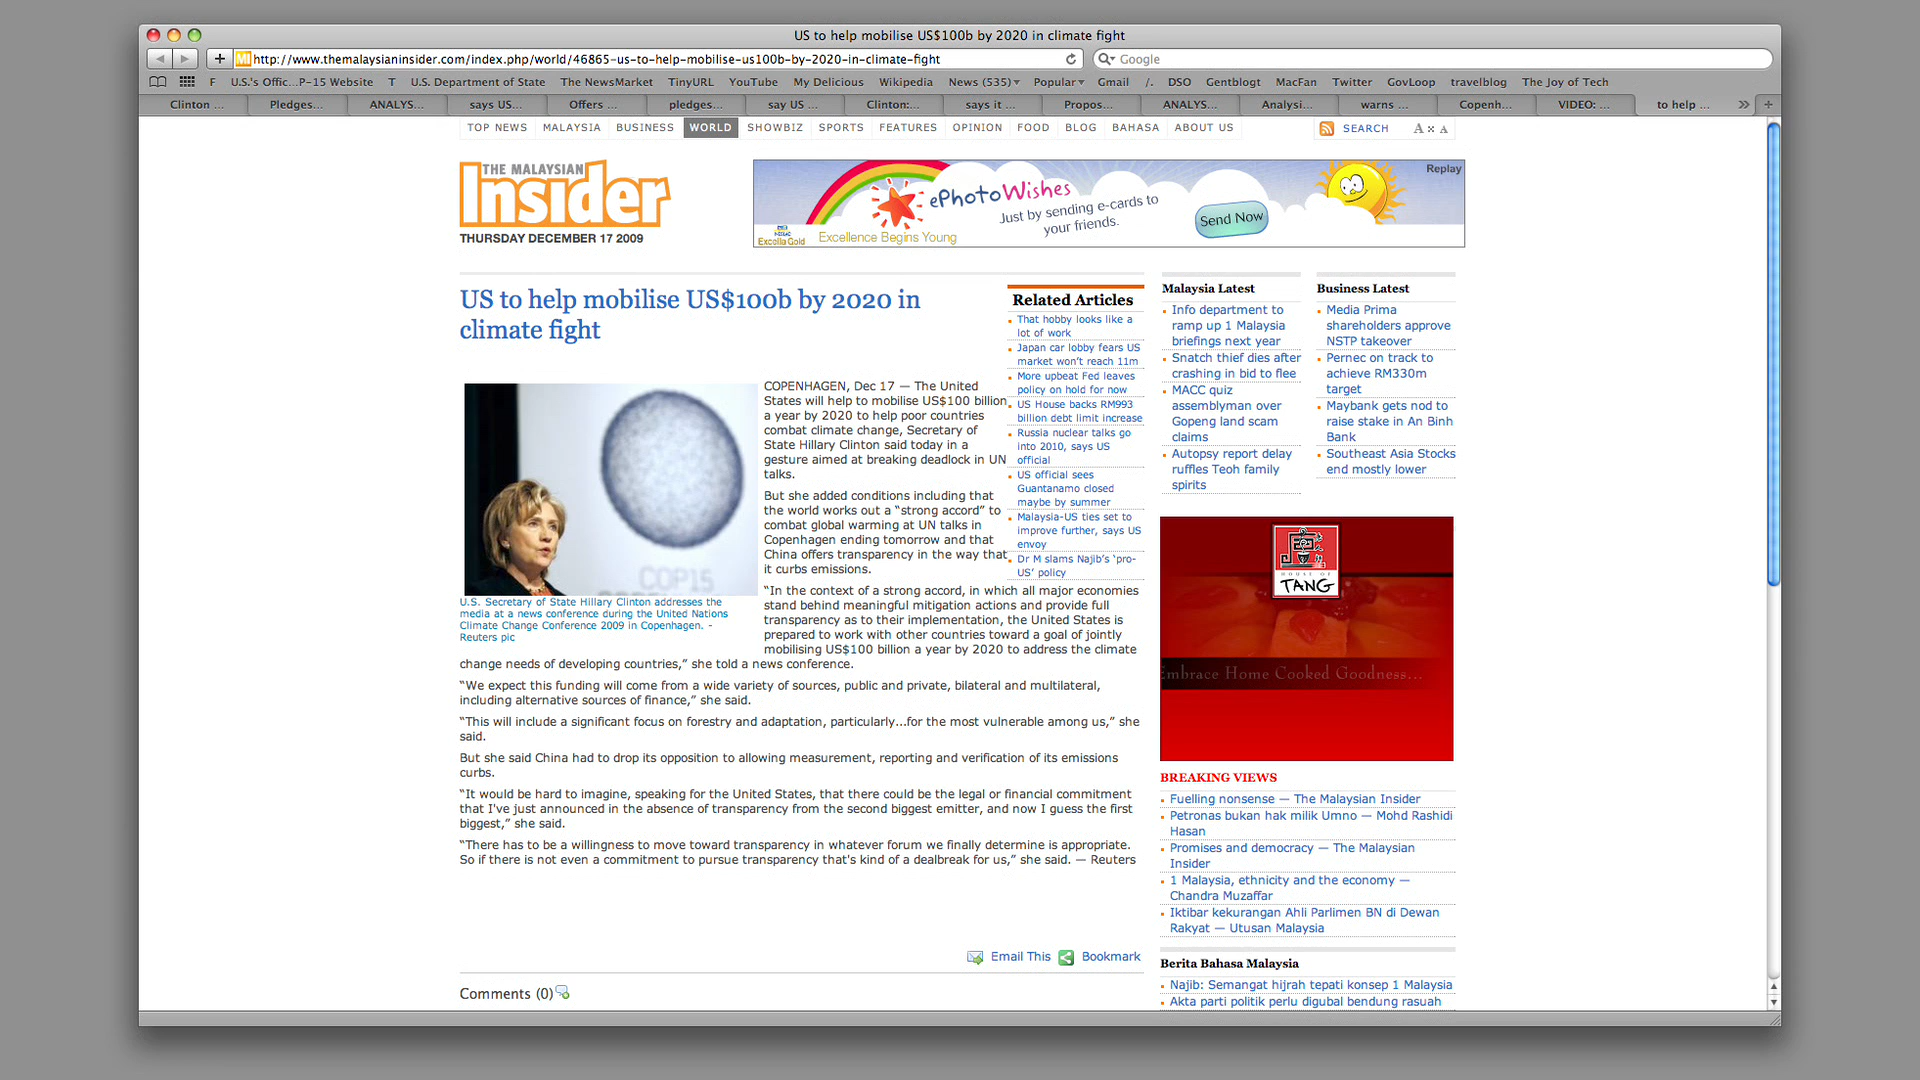 US to help mobilise US$100b by 2020 in climate fight
http://www.themalaysianinsider.com/index.php/world/46865-us-to-help-mobilise-us100b-by-2020-in-climate-fight
Google
F U.S.'s Offic...P-15 Website T U.S. Department of State The NewsMarket TinyURL YouTube My Delicious Wikipedia News (535) Popular Gmail /. DSO Gentblogt MacFan Twitter GovLoop travelblog The Joy of Tech
Clinton ... Pledges... ANALYS... says US... Offers ... pledges... say US ... Clinton:... says it ... Propos... ANALYS... Analysi... warns ... Copenh... VIDEO: ... to help ...
TOP NEWS MALAYSIA BUSINESS WORLD SHOWBIZ SPORTS FEATURES OPINION FOOD BLOG BAHASA ABOUT US
SEARCH A A
THE MALAYSIAN
Insider
THURSDAY DECEMBER 17 2009
Replay
ePhotoWishes
Just by sending e-cards to
your friends.
Send Now
Excella Gold
Excellence Begins Young
US to help mobilise US$100b by 2020 in
climate fight
COP15
U.S. Secretary of State Hillary Clinton addresses the
media at a news conference during the United Nations
Climate Change Conference 2009 in Copenhagen. -
Reuters pic
COPENHAGEN, Dec 17 — The United
States will help to mobilise US$100 billion
a year by 2020 to help poor countries
combat climate change, Secretary of
State Hillary Clinton said today in a
gesture aimed at breaking deadlock in UN
talks.
But she added conditions including that
the world works out a “strong accord” to
combat global warming at UN talks in
Copenhagen ending tomorrow and that
China offers transparency in the way that
it curbs emissions.
“In the context of a strong accord, in which all major economies
stand behind meaningful mitigation actions and provide full
transparency as to their implementation, the United States is
prepared to work with other countries toward a goal of jointly
mobilising US$100 billion a year by 2020 to address the climate
change needs of developing countries,” she told a news conference.
“We expect this funding will come from a wide variety of sources, public and private, bilateral and multilateral,
including alternative sources of finance,” she said.
“This will include a significant focus on forestry and adaptation, particularly...for the most vulnerable among us,” she
said.
But she said China had to drop its opposition to allowing measurement, reporting and verification of its emissions
curbs.
“It would be hard to imagine, speaking for the United States, that there could be the legal or financial commitment
that I've just announced in the absence of transparency from the second biggest emitter, and now I guess the first
biggest,” she said.
“There has to be a willingness to move toward transparency in whatever forum we finally determine is appropriate.
So if there is not even a commitment to pursue transparency that's kind of a dealbreak for us,” she said. — Reuters
Email This Bookmark
Comments (0)
Related Articles
That hobby looks like a
lot of work
Japan car lobby fears US
market won’t reach 11m
More upbeat Fed leaves
policy on hold for now
US House backs RM993
billion debt limit increase
Russia nuclear talks go
into 2010, says US
official
US official sees
Guantanamo closed
maybe by summer
Malaysia-US ties set to
improve further, says US
envoy
Dr M slams Najib’s ‘pro-
US’ policy
Malaysia Latest
Info department to
ramp up 1 Malaysia
briefings next year
Snatch thief dies after
crashing in bid to flee
MACC quiz
assemblyman over
Gopeng land scam
claims
Autopsy report delay
ruffles Teoh family
spirits
Business Latest
Media Prima
shareholders approve
NSTP takeover
Pernec on track to
achieve RM330m
target
Maybank gets nod to
raise stake in An Binh
Bank
Southeast Asia Stocks
end mostly lower
HOUSE OF
TANG
Embrace Home Cooked Goodness...
BREAKING VIEWS
Fuelling nonsense — The Malaysian Insider
Petronas bukan hak milik Umno — Mohd Rashidi
Hasan
Promises and democracy — The Malaysian
Insider
1 Malaysia, ethnicity and the economy —
Chandra Muzaffar
Iktibar kekurangan Ahli Parlimen BN di Dewan
Rakyat — Utusan Malaysia
Berita Bahasa Malaysia
Najib: Semangat hijrah tepati konsep 1 Malaysia
Akta parti politik perlu digubal bendung rasuah